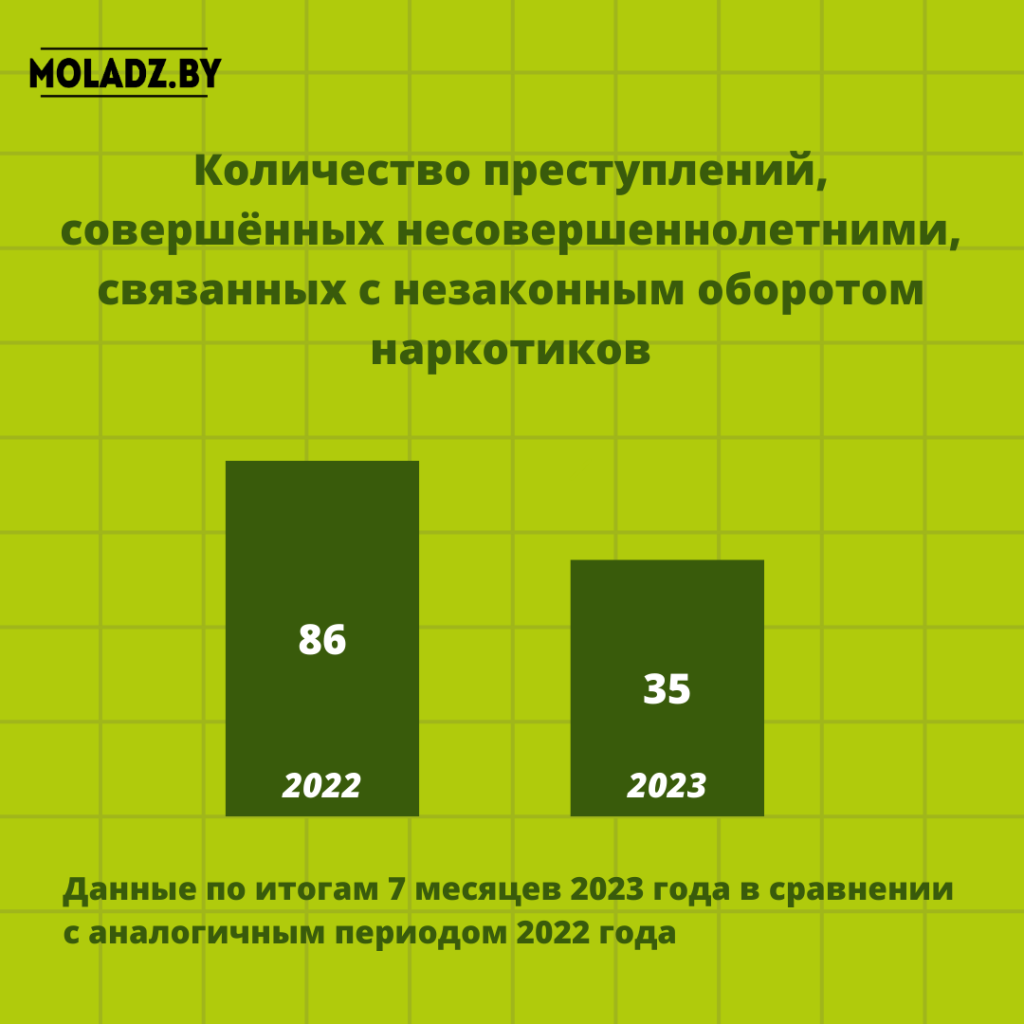 MOLADZ.BY
Количество преступлений,
совершённых несовершеннолетними,
связанных с незаконным оборотом
наркотиков
86
35
2022
2023
Данные по итогам 7 месяцев 2023 года в сравнении
с аналогичным периодом 2022 года